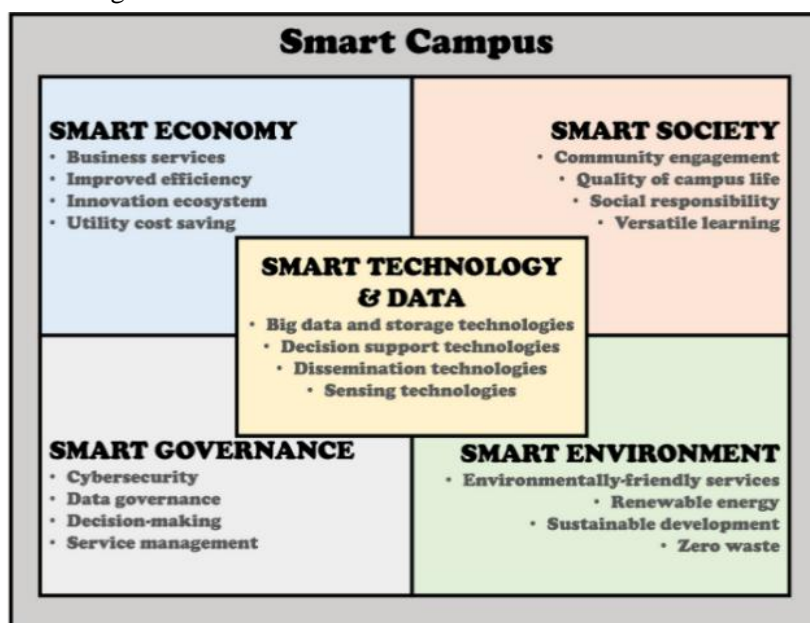 Smart Campus
SMART ECONOMY
· Business services
· Improved efficiency
· Innovation ecosystem
· Utility cost saving
SMART SOCIETY
· Community engagement
· Quality of campus life
· Social responsibility
· Versatile learning
SMART TECHNOLOGY
& DATA
· Big data and storage technologies
· Decision support technologies
· Dissemination technologies
· Sensing technologies
SMART GOVERNANCE
· Cybersecurity
· Data governance
· Decision-making
· Service management
SMART ENVIRONMENT
· Environmentally-friendly services
· Renewable energy
· Sustainable development
· Zero waste